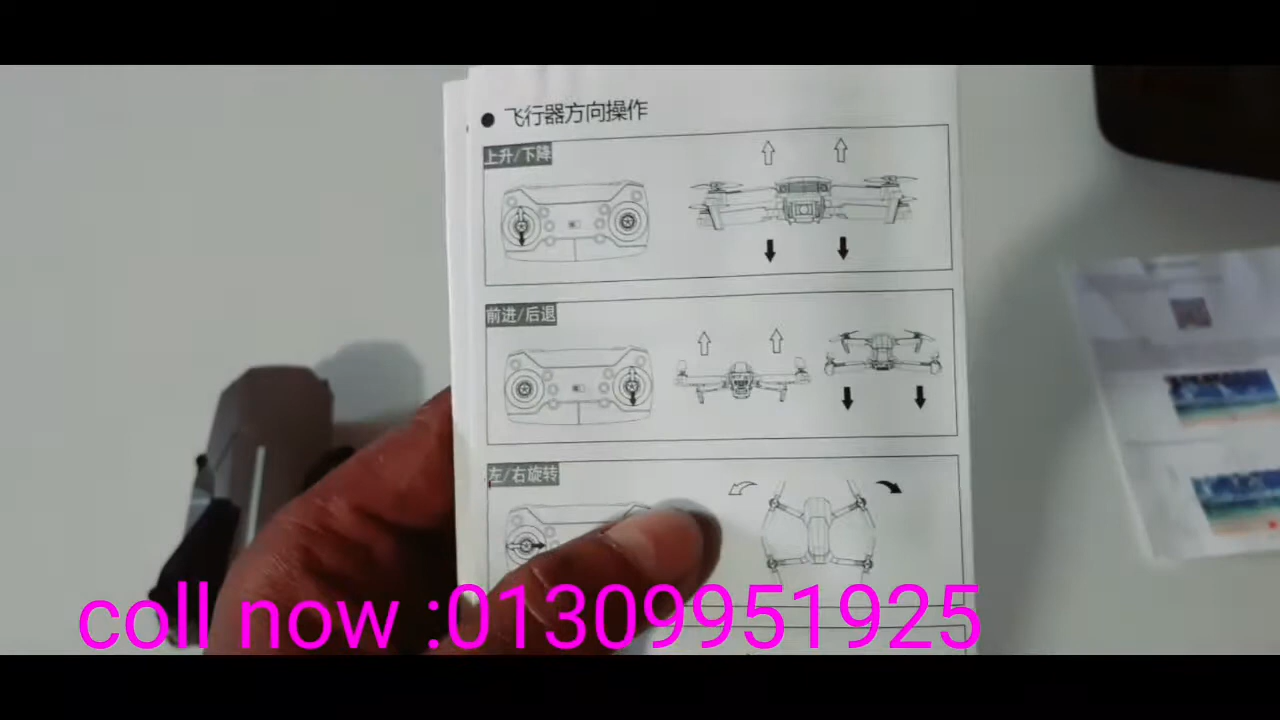 ● 飞行器方向操作
上升/下降
前进/后退
左/右旋转
coll now :01309951925